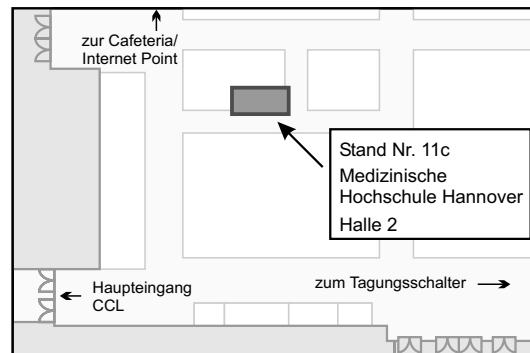 zur Cafeteria/
Internet Point
Stand Nr. 11c
Medizinische
Hochschule Hannover
Halle 2
Haupteingang
CCL
zum Tagungsschalter